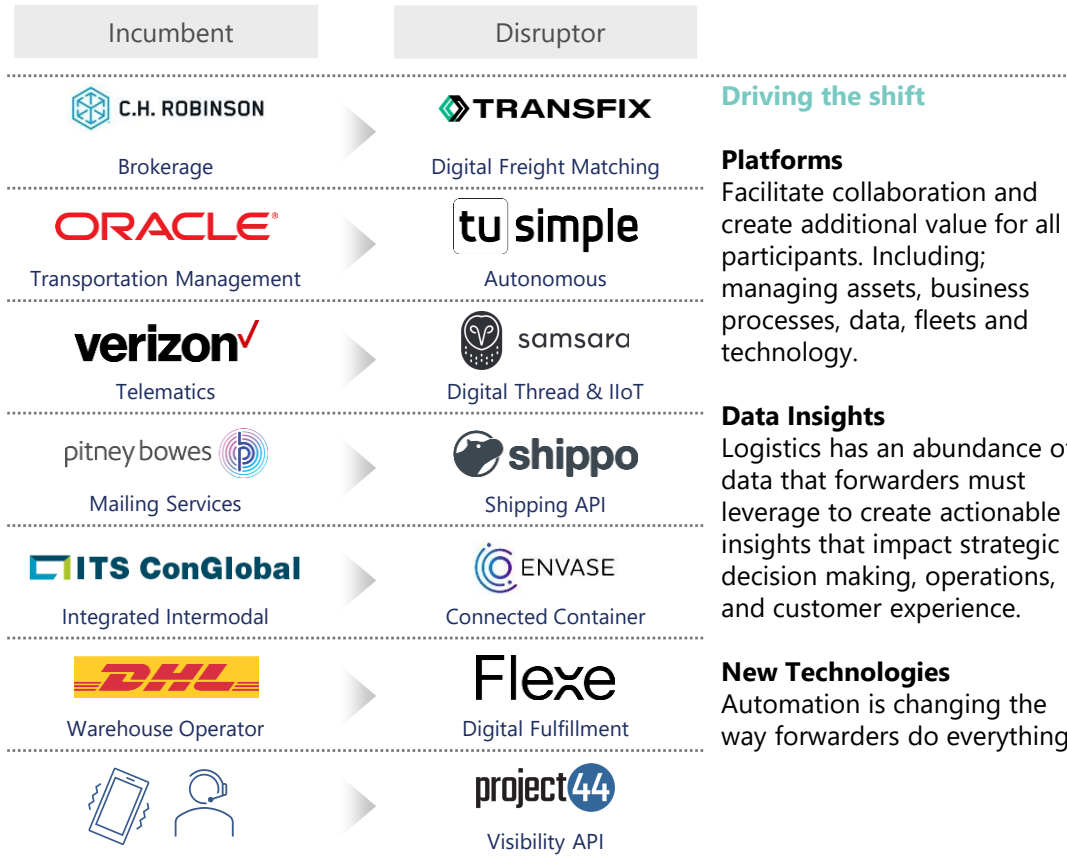 Incumbent
Disruptor
C.H. ROBINSON
TRANSFIX
Brokerage
Digital Freight Matching
ORACLE®
tu simple
Transportation Management
Autonomous
verizon✓
samsara
Telematics
Digital Thread & IIoT
pitney bowes
shippo
Mailing Services
Shipping API
ITS ConGlobal
ENVASE
Integrated Intermodal
Connected Container
DHL
Flexe
Warehouse Operator
Digital Fulfillment
project44
Visibility API
Driving the shift
Platforms
Facilitate collaboration and
create additional value for all
participants. Including;
managing assets, business
processes, data, fleets and
technology.
Data Insights
Logistics has an abundance of
data that forwarders must
leverage to create actionable
insights that impact strategic
decision making, operations,
and customer experience.
New Technologies
Automation is changing the
way forwarders do everything